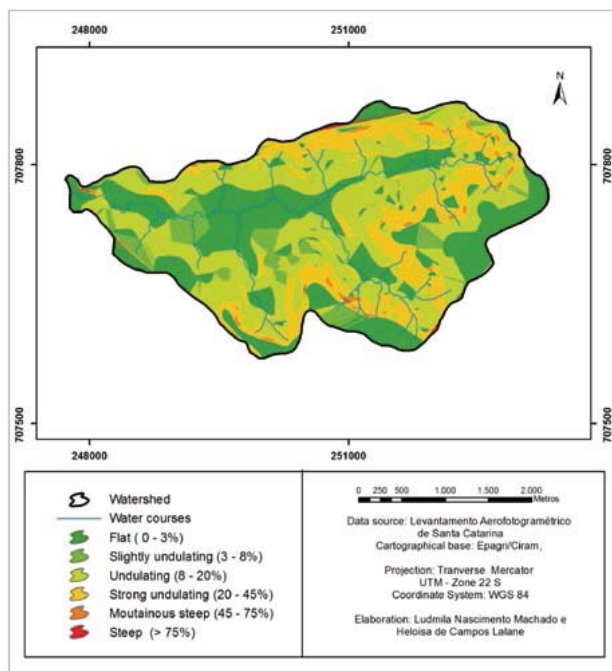 248000
251000
N
707800
707800
707500
707500
248000
251000
Watershed
Water courses
Flat ( 0 - 3%)
Slightly undulating (3 - 8%)
Undulating (8 - 20%)
Strong undulating (20 - 45%)
Moutainous steep (45 - 75%)
Steep (> 75%)
0 250 500 1.000 1.500 2.000
Metros
Data source: Levantamento Aerofotogramétrico
de Santa Catarina
Cartographical base: Epagri/Ciram,
Projection: Tranverse Mercator
UTM - Zone 22 S
Coordinate System: WGS 84
Elaboration: Ludmila Nascimento Machado e
Heloisa de Campos Lalane